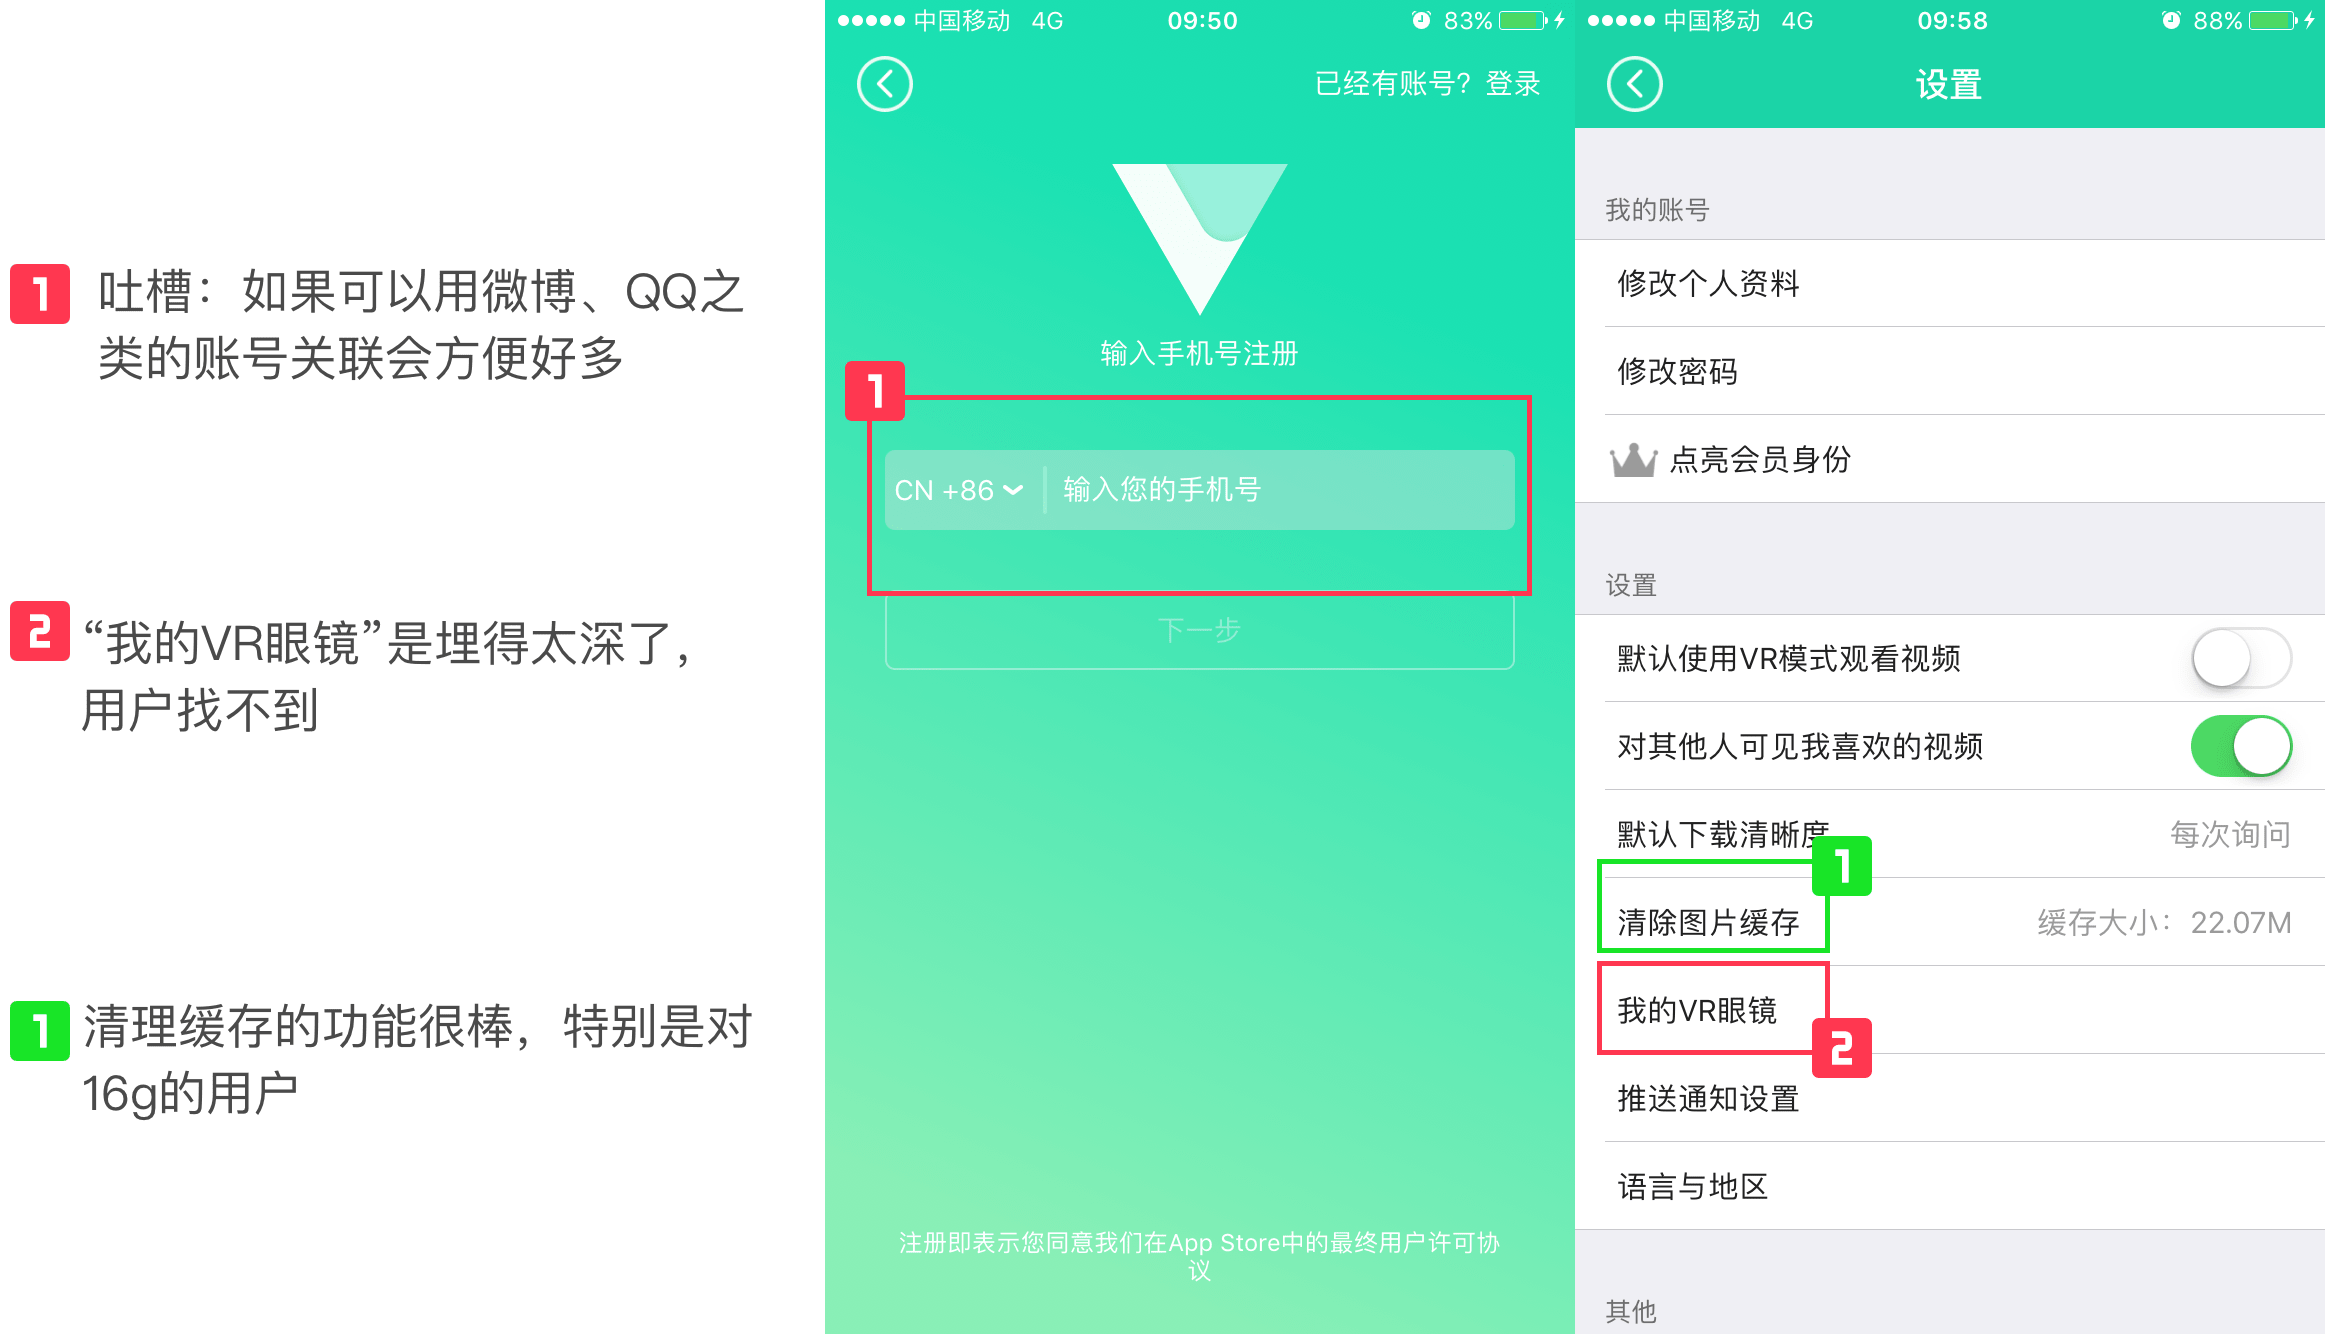 1
吐槽：如果可以用微博、QQ之
类的账号关联会方便好多
2
“我的VR眼镜”是埋得太深了，
用户找不到
1
清理缓存的功能很棒，特别是对
16g的用户
中国移动 4G 09:50 83%
已经有账号？登录
输入手机号注册
1
CN +86 输入您的手机号
下一步
注册即表示您同意我们在App Store中的最终用户许可协
议
中国移动 4G 09:58 88%
设置
我的账号
修改个人资料
修改密码
点亮会员身份
设置
默认使用VR模式观看视频
对其他人可见我喜欢的视频
默认下载清晰度 每次询问
1
清除图片缓存 缓存大小：22.07M
我的VR眼镜
2
推送通知设置
语言与地区
其他